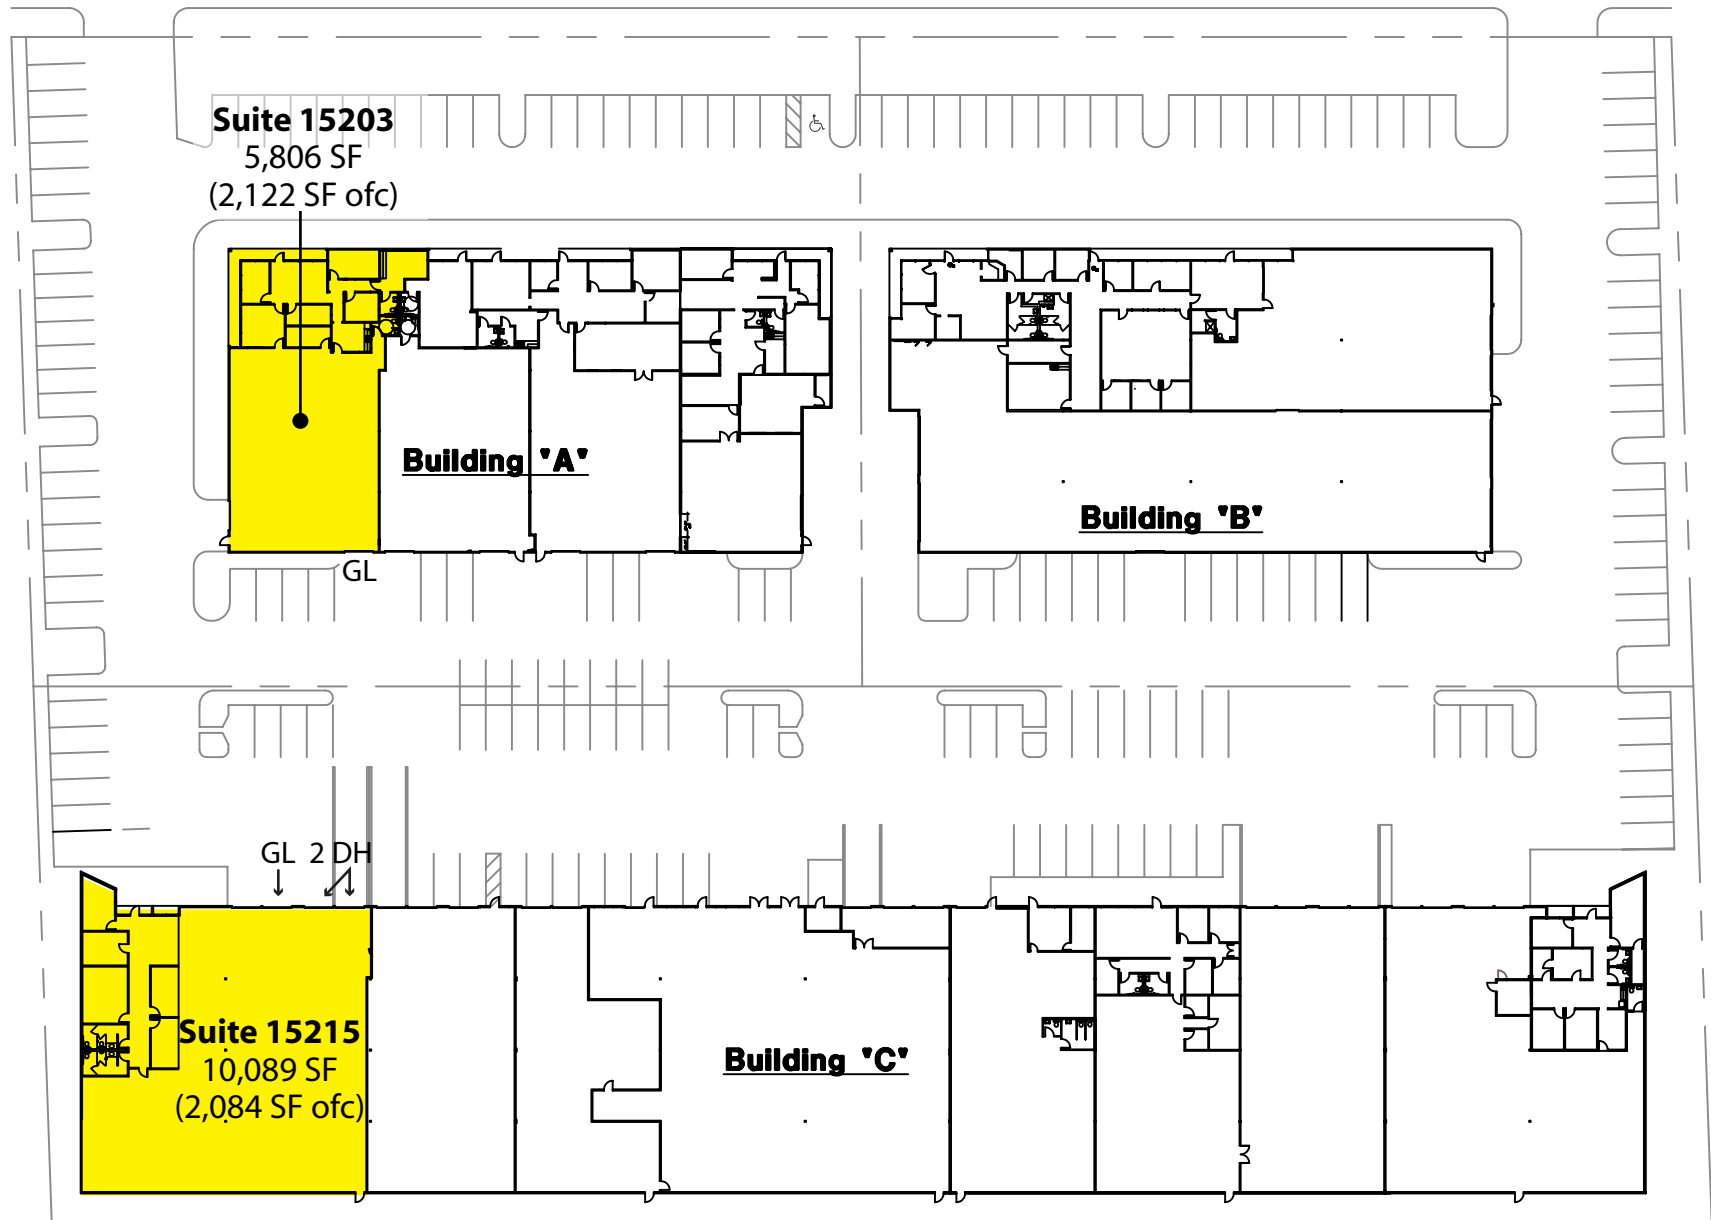 Suite 15203
5,806 SF
(2,122 SF ofc)
Building "A"
Building "B"
GL
GL 2 DH
Suite 15215
10,089 SF
(2,084 SF ofc)
Building "C"